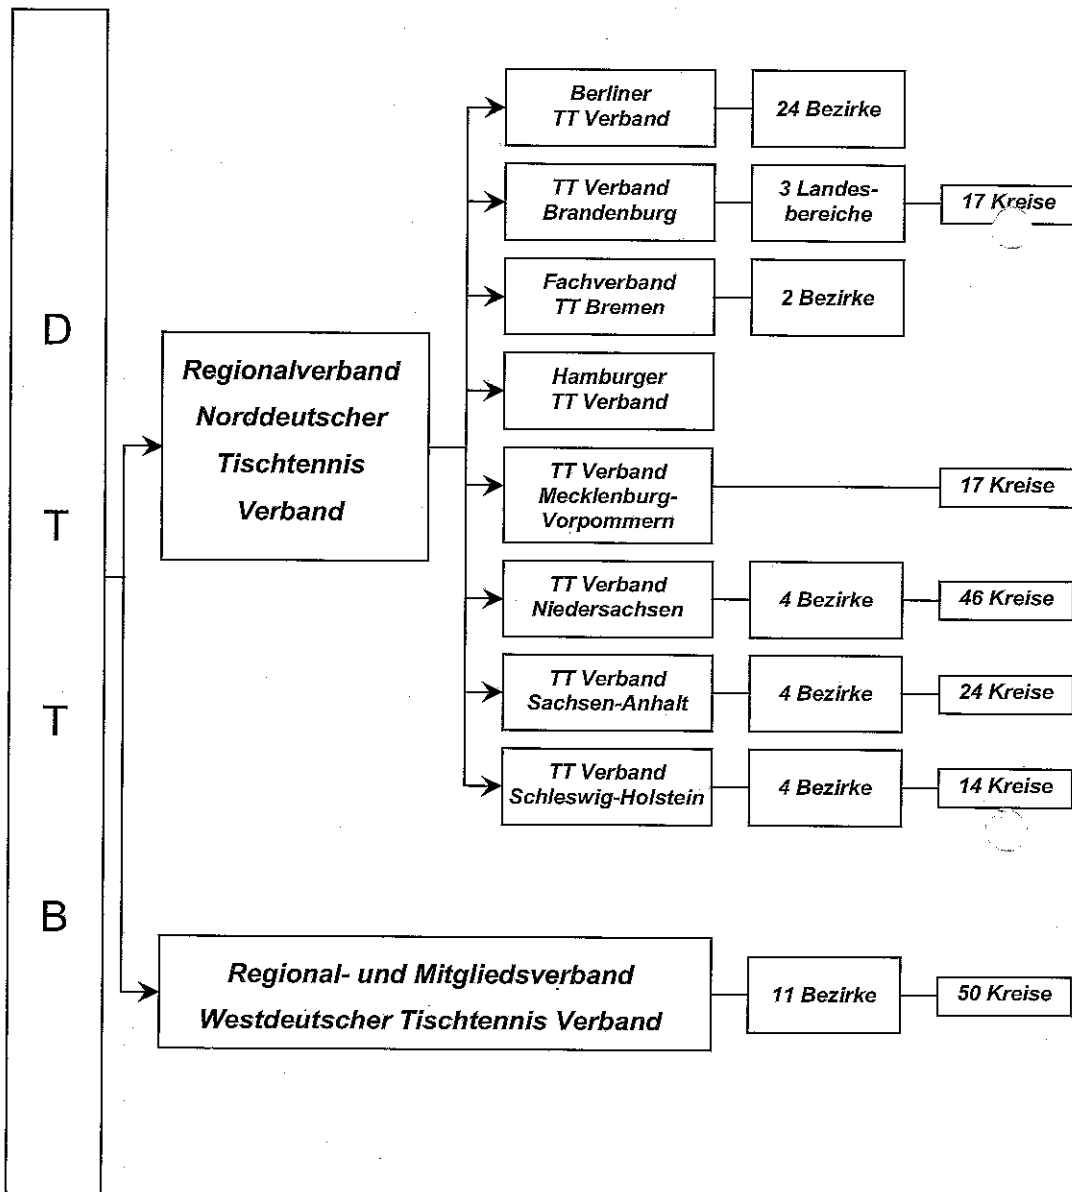 D
T
T
B
Regionalverband
Norddeutscher
Tischtennis
Verband
Berliner
TT Verband
24 Bezirke
TT Verband
Brandenburg
3 Landes-
bereiche
17 Kreise
Fachverband
TT Bremen
2 Bezirke
Hamburger
TT Verband
TT Verband
Mecklenburg-
Vorpommern
17 Kreise
TT Verband
Niedersachsen
4 Bezirke
46 Kreise
TT Verband
Sachsen-Anhalt
4 Bezirke
24 Kreise
TT Verband
Schleswig-Holstein
4 Bezirke
14 Kreise
Regional- und Mitgliedsverband
Westdeutscher Tischtennis Verband
11 Bezirke
50 Kreise